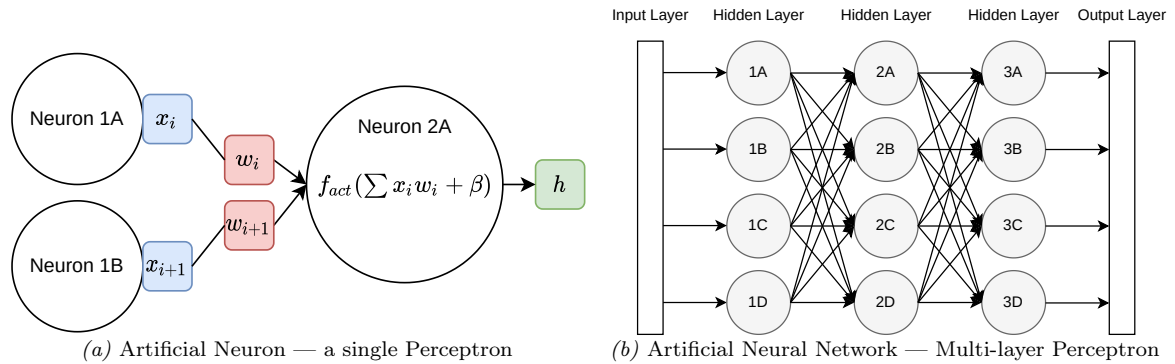 Neuron 1A
x_i
w_i
Neuron 2A
f_{act}(∑ x_i w_i + β)
h
w_{i+1}
Neuron 1B
x_{i+1}
(a) Artificial Neuron — a single Perceptron
Input Layer Hidden Layer Hidden Layer Hidden Layer Output Layer
1A 2A 3A
1B 2B 3B
1C 2C 3C
1D 2D 3D
(b) Artificial Neural Network — Multi-layer Perceptron